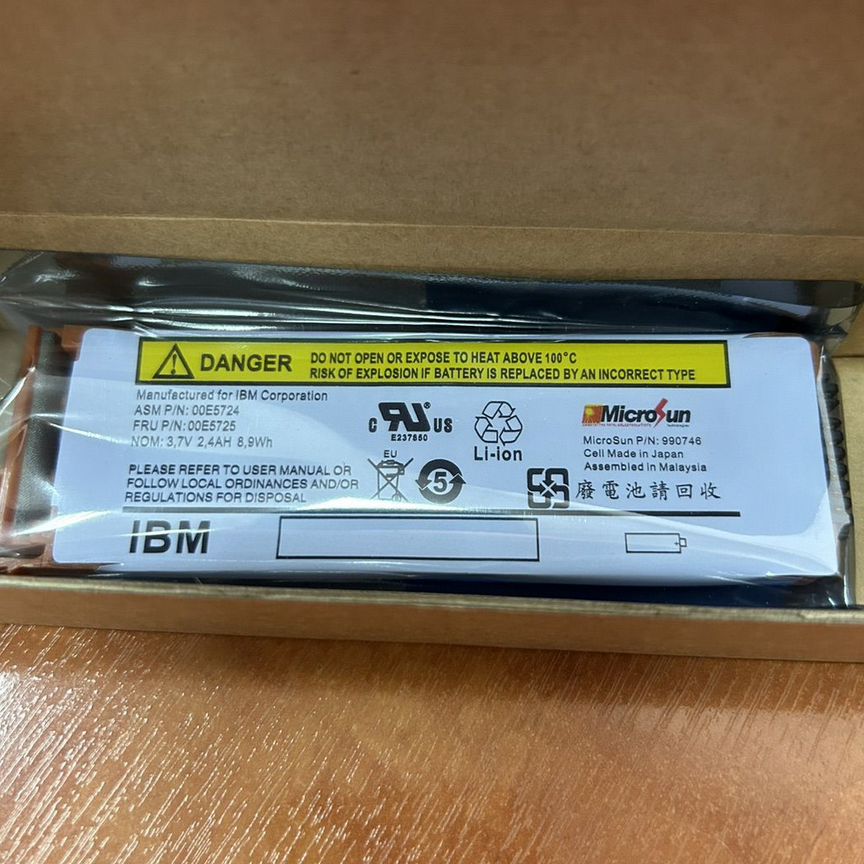 DANGER
DO NOT OPEN OR EXPOSE TO HEAT ABOVE 100°C
RISK OF EXPLOSION IF BATTERY IS REPLACED BY AN INCORRECT TYPE
Manufactured for IBM Corporation
ASM P/N: 00E5724
FRU P/N: 00E5725
NOM: 3,7V 2,4AH 8,9Wh
PLEASE REFER TO USER MANUAL OR
FOLLOW LOCAL ORDINANCES AND/OR
REGULATIONS FOR DISPOSAL
C RU US
E237850
EU
5
Li-ion
MicroSun
Technologies
MicroSun P/N: 990746
Cell Made in Japan
Assembled in Malaysia
廢電池請回收
IBM